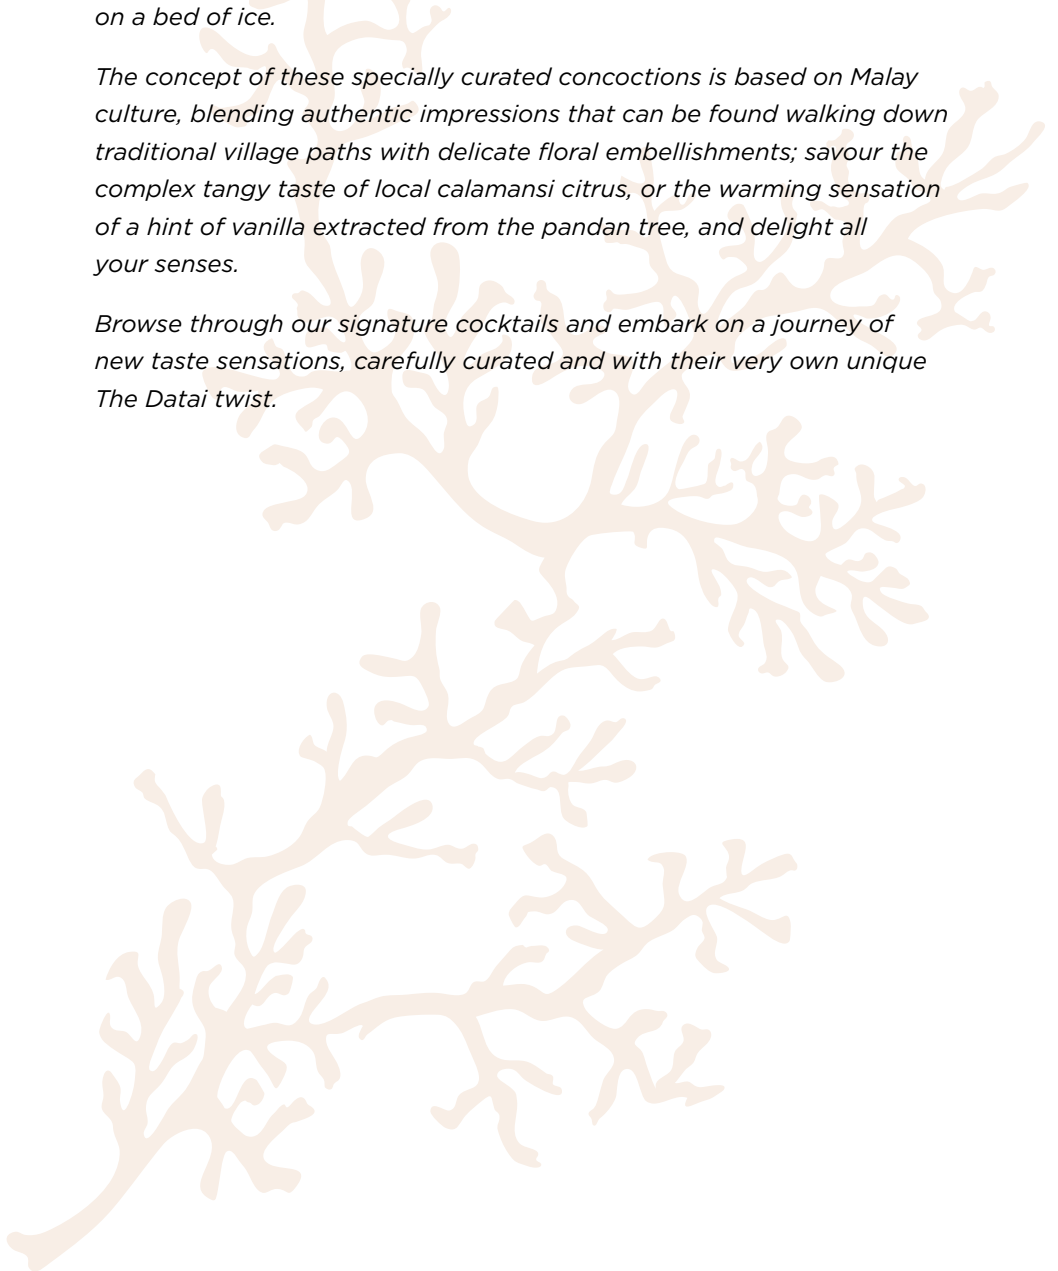 on a bed of ice.
The concept of these specially curated concoctions is based on Malay
culture, blending authentic impressions that can be found walking down
traditional village paths with delicate floral embellishments; savour the
complex tangy taste of local calamansi citrus, or the warming sensation
of a hint of vanilla extracted from the pandan tree, and delight all
your senses.
Browse through our signature cocktails and embark on a journey of
new taste sensations, carefully curated and with their very own unique
The Datai twist.